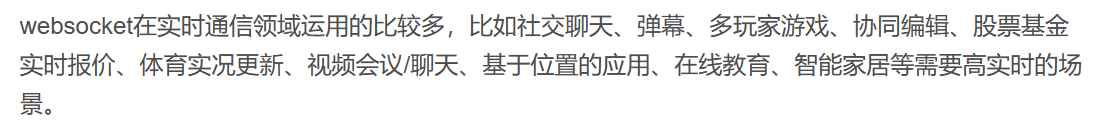 websocket在实时通信领域运用的比较多，比如社交聊天、弹幕、多玩家游戏、协同编辑、股票基金
实时报价、体育实况更新、视频会议/聊天、基于位置的应用、在线教育、智能家居等需要高实时的场
景。